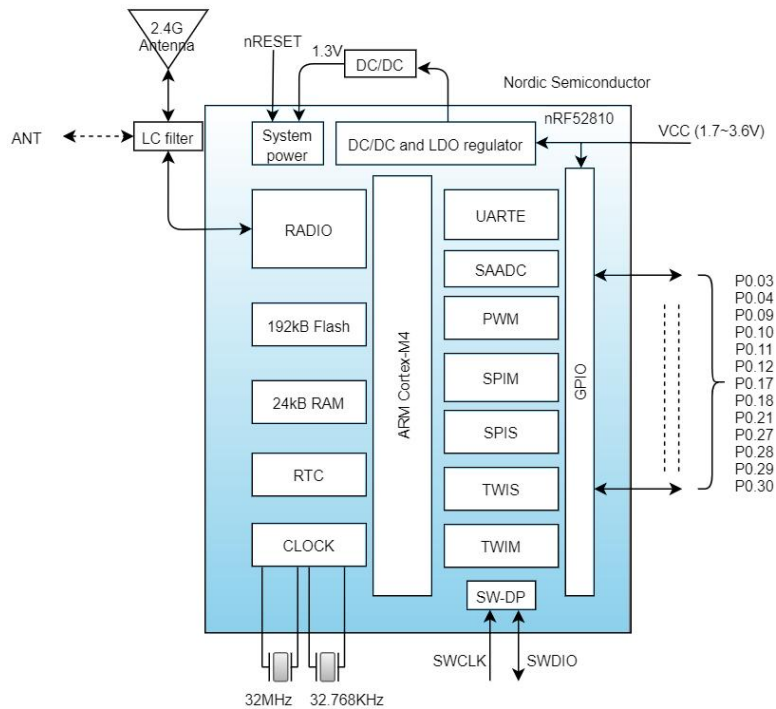 2.4G
Antenna
nRESET
1.3V
DC/DC
Nordic Semiconductor
nRF52810
ANT
LC filter
System
power
DC/DC and LDO regulator
VCC (1.7~3.6V)
RADIO
192kB Flash
24kB RAM
RTC
CLOCK
ARM Cortex-M4
UARTE
SAADC
PWM
SPIM
SPIS
TWIS
TWIM
SW-DP
GPIO
P0.03
P0.04
P0.09
P0.10
P0.11
P0.12
P0.17
P0.18
P0.21
P0.27
P0.28
P0.29
P0.30
SWCLK
SWDIO
32MHz
32.768KHz